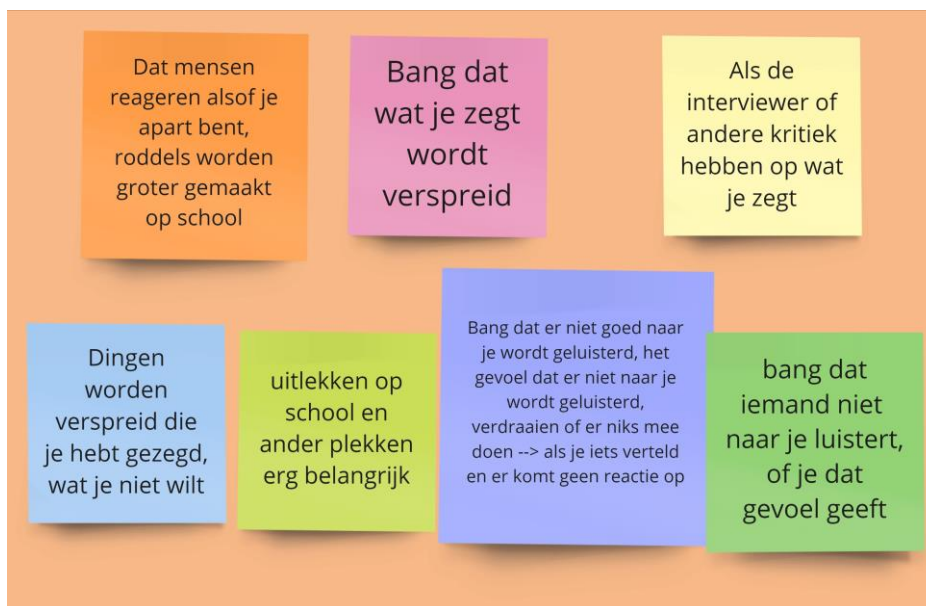 Dat mensen
reageren alsof je
apart bent,
roddels worden
groter gemaakt
op school
Bang dat
wat je zegt
wordt
verspreid
Als de
interviewer of
andere kritiek
hebben op wat
je zegt
Dingen
worden
verspreid die
je hebt gezegd,
wat je niet wilt
uitlekken op
school en
ander plekken
erg belangrijk
Bang dat er niet goed naar
je wordt geluisterd, het
gevoel dat er niet naar je
wordt geluisterd,
verdraaien of er niks mee
doen --> als je iets verteld
en er komt geen reactie op
bang dat
iemand niet
naar je luistert,
of je dat
gevoel geeft